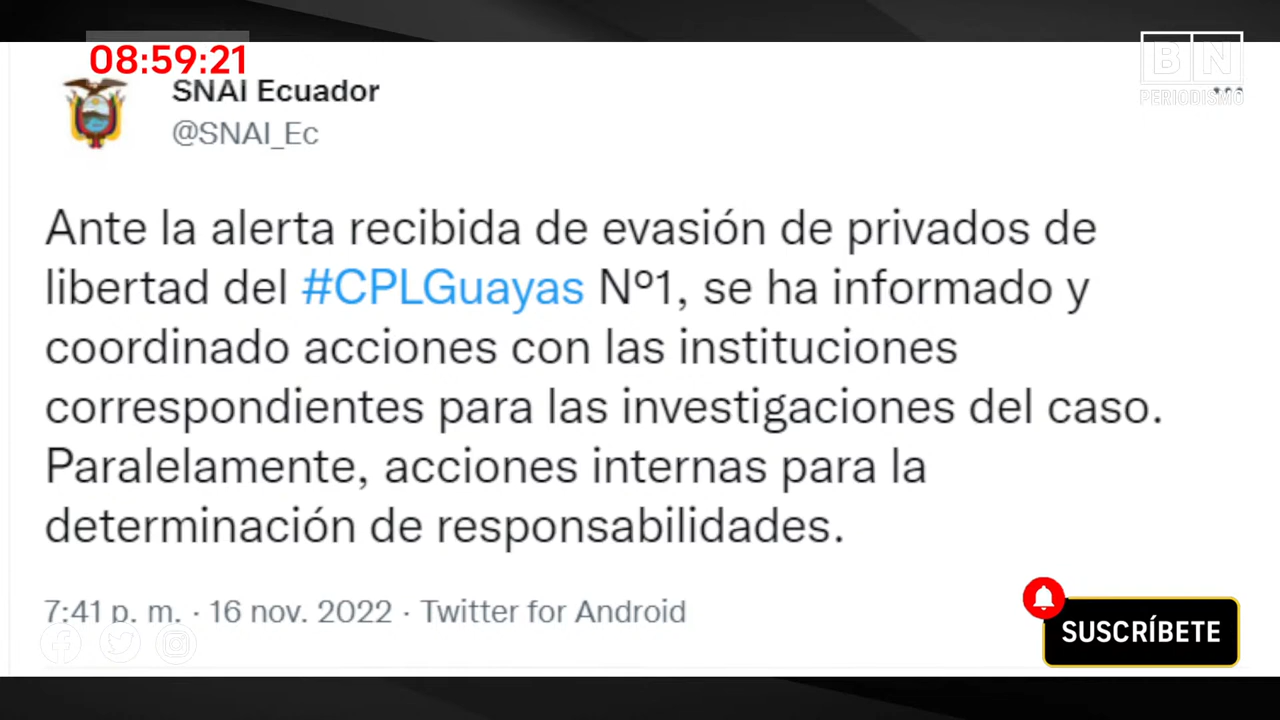 08:59:21
BN
PERIODISMO
SNAI Ecuador
@SNAI_Ec
Ante la alerta recibida de evasión de privados de
libertad del #CPLGuayas Nº1, se ha informado y
coordinado acciones con las instituciones
correspondientes para las investigaciones del caso.
Paralelamente, acciones internas para la
determinación de responsabilidades.
7:41 p. m. · 16 nov. 2022 · Twitter for Android
SUSCRÍBETE